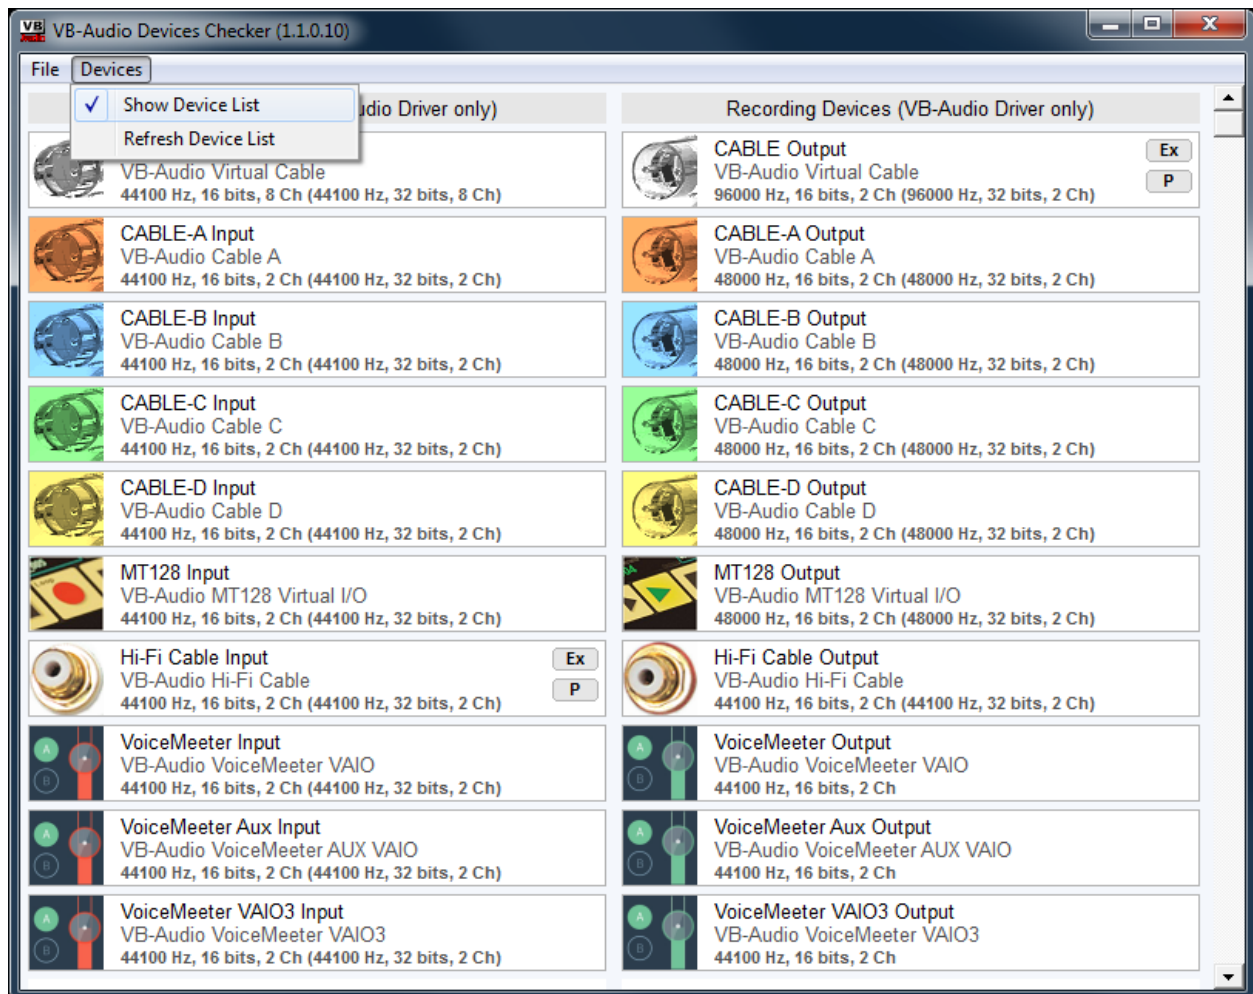 VB-Audio Devices Checker (1.1.0.10)
File Devices
Show Device List
Refresh Device List
udio Driver only)
VB-Audio Virtual Cable
44100 Hz, 16 bits, 8 Ch (44100 Hz, 32 bits, 8 Ch)
CABLE-A Input
VB-Audio Cable A
44100 Hz, 16 bits, 2 Ch (44100 Hz, 32 bits, 2 Ch)
CABLE-B Input
VB-Audio Cable B
44100 Hz, 16 bits, 2 Ch (44100 Hz, 32 bits, 2 Ch)
CABLE-C Input
VB-Audio Cable C
44100 Hz, 16 bits, 2 Ch (44100 Hz, 32 bits, 2 Ch)
CABLE-D Input
VB-Audio Cable D
44100 Hz, 16 bits, 2 Ch (44100 Hz, 32 bits, 2 Ch)
MT128 Input
VB-Audio MT128 Virtual I/O
44100 Hz, 16 bits, 2 Ch (44100 Hz, 32 bits, 2 Ch)
Hi-Fi Cable Input
VB-Audio Hi-Fi Cable
44100 Hz, 16 bits, 2 Ch (44100 Hz, 32 bits, 2 Ch)
Ex
P
VoiceMeeter Input
VB-Audio VoiceMeeter VAIO
44100 Hz, 16 bits, 2 Ch (44100 Hz, 32 bits, 2 Ch)
VoiceMeeter Aux Input
VB-Audio VoiceMeeter AUX VAIO
44100 Hz, 16 bits, 2 Ch (44100 Hz, 32 bits, 2 Ch)
VoiceMeeter VAIO3 Input
VB-Audio VoiceMeeter VAIO3
44100 Hz, 16 bits, 2 Ch (44100 Hz, 32 bits, 2 Ch)
Recording Devices (VB-Audio Driver only)
CABLE Output
VB-Audio Virtual Cable
96000 Hz, 16 bits, 2 Ch (96000 Hz, 32 bits, 2 Ch)
Ex
P
CABLE-A Output
VB-Audio Cable A
48000 Hz, 16 bits, 2 Ch (48000 Hz, 32 bits, 2 Ch)
CABLE-B Output
VB-Audio Cable B
48000 Hz, 16 bits, 2 Ch (48000 Hz, 32 bits, 2 Ch)
CABLE-C Output
VB-Audio Cable C
48000 Hz, 16 bits, 2 Ch (48000 Hz, 32 bits, 2 Ch)
CABLE-D Output
VB-Audio Cable D
48000 Hz, 16 bits, 2 Ch (48000 Hz, 32 bits, 2 Ch)
MT128 Output
VB-Audio MT128 Virtual I/O
48000 Hz, 16 bits, 2 Ch (48000 Hz, 32 bits, 2 Ch)
Hi-Fi Cable Output
VB-Audio Hi-Fi Cable
44100 Hz, 16 bits, 2 Ch (44100 Hz, 32 bits, 2 Ch)
VoiceMeeter Output
VB-Audio VoiceMeeter VAIO
44100 Hz, 16 bits, 2 Ch
VoiceMeeter Aux Output
VB-Audio VoiceMeeter AUX VAIO
44100 Hz, 16 bits, 2 Ch
VoiceMeeter VAIO3 Output
VB-Audio VoiceMeeter VAIO3
44100 Hz, 16 bits, 2 Ch